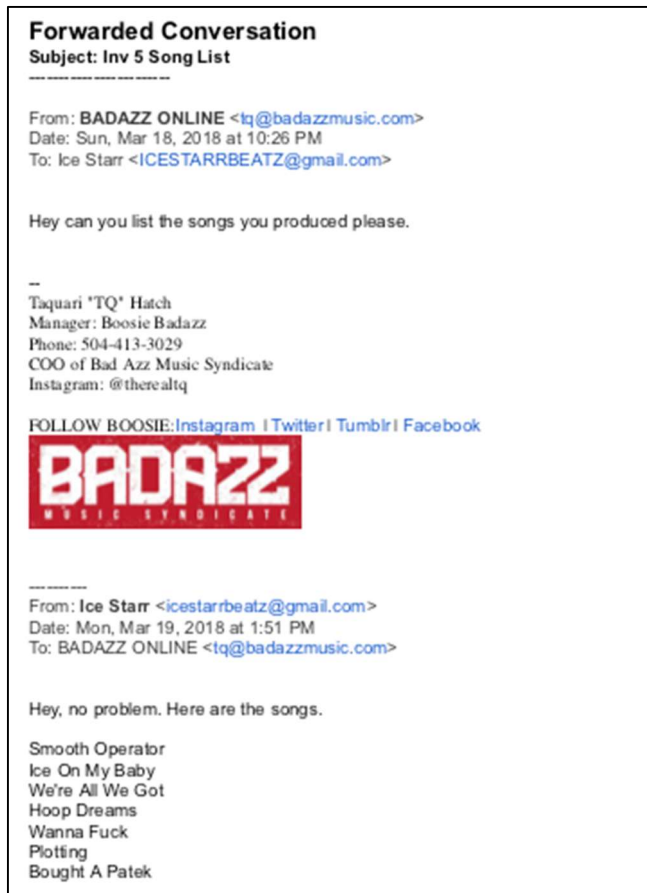 Forwarded Conversation
Subject: Inv 5 Song List
------------------------
From: BADAZZ ONLINE <tq@badazzmusic.com>
Date: Sun, Mar 18, 2018 at 10:26 PM
To: Ice Starr <ICESTARRBEATZ@gmail.com>
Hey can you list the songs you produced please.
--
Taquari "TQ" Hatch
Manager: Boosie Badazz
Phone: 504-413-3029
COO of Bad Azz Music Syndicate
Instagram: @therealtq
FOLLOW BOOSIE:Instagram | Twitter | Tumblr | Facebook
BADAZZ
MUSIC SYNDICATE
----------
From: Ice Starr <icestarrbeatz@gmail.com>
Date: Mon, Mar 19, 2018 at 1:51 PM
To: BADAZZ ONLINE <tq@badazzmusic.com>
Hey, no problem. Here are the songs.
Smooth Operator
Ice On My Baby
We're All We Got
Hoop Dreams
Wanna Fuck
Plotting
Bought A Patek